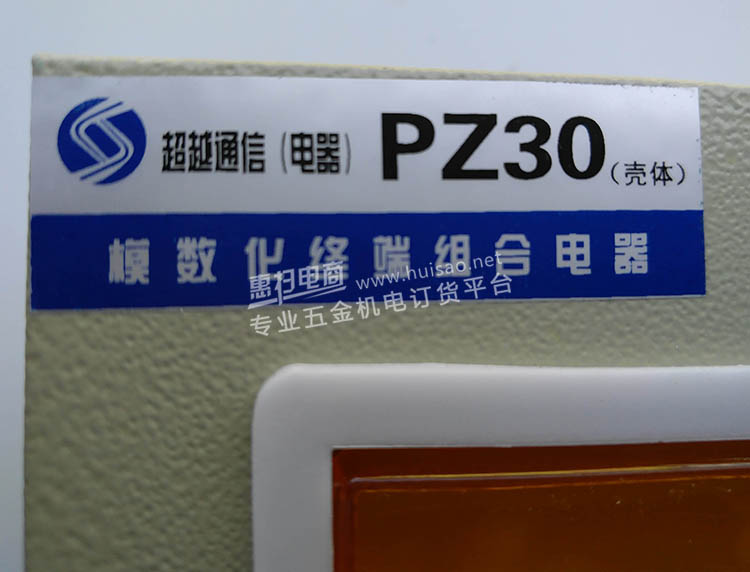 超越通信(电器) PZ30(壳体)
模数化终端组合电器
惠扫电商 www.huisao.net
专业五金机电订货平台